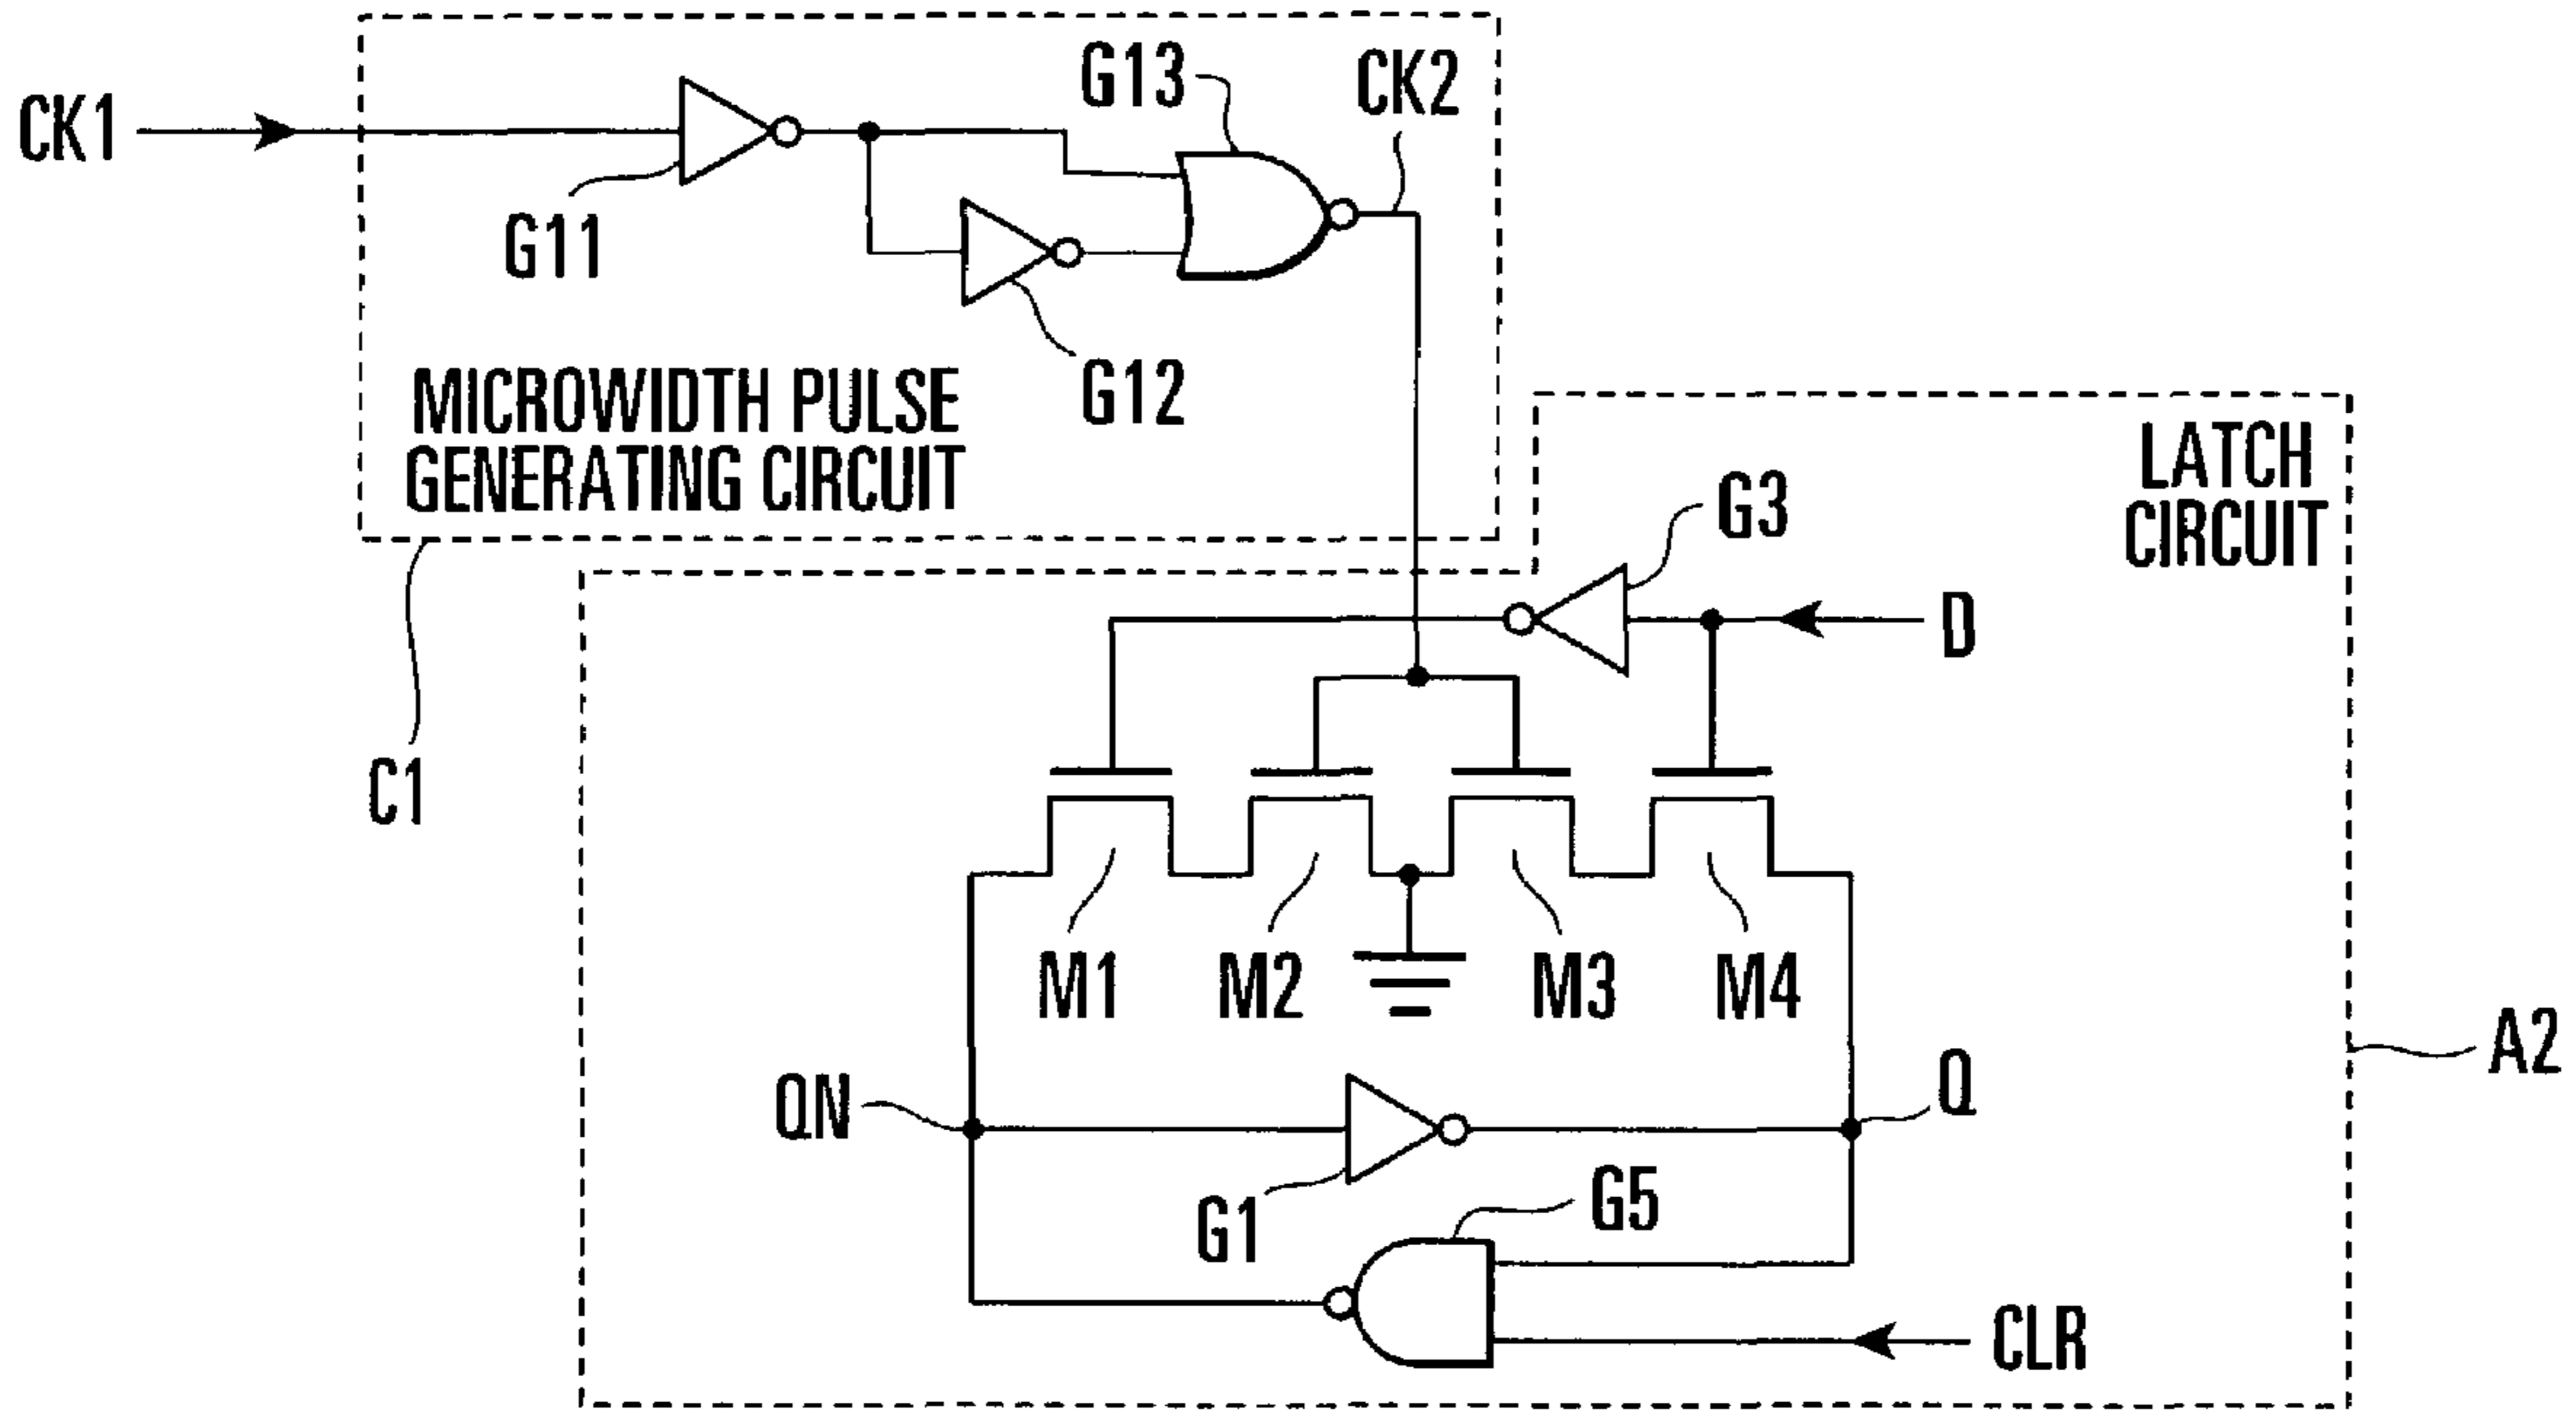 G13
CK2
CK1
G11
G12
MICROWIDTH PULSE
GENERATING CIRCUIT
LATCH
CIRCUIT
G3
D
C1
M1
M2
M3
M4
A2
QN
Q
G1
G5
CLR